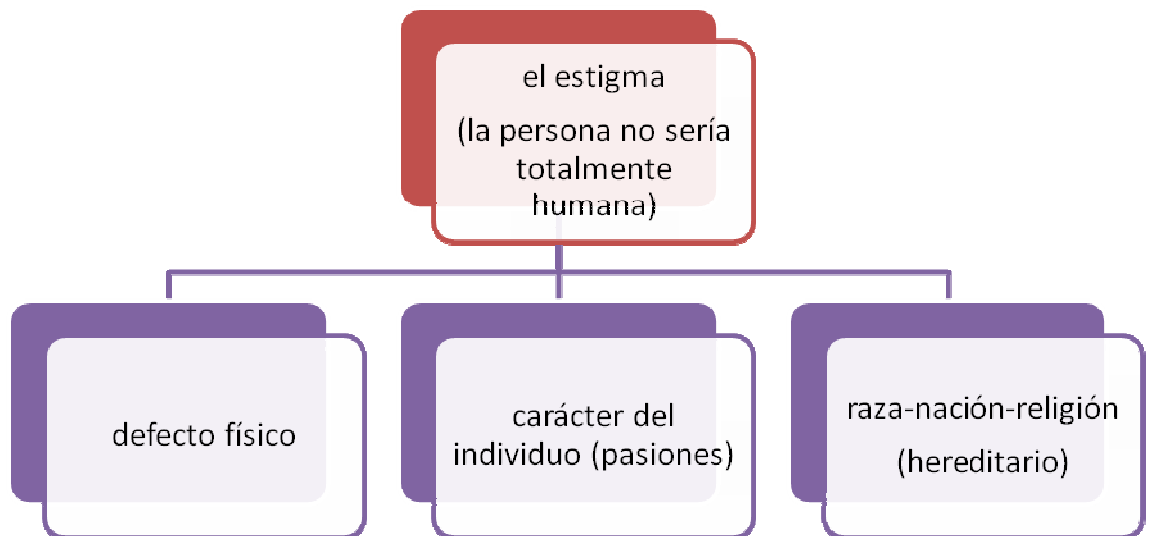 el estigma
(la persona no sería
totalmente
humana)
defecto físico
carácter del
individuo (pasiones)
raza-nación-religión
(hereditario)